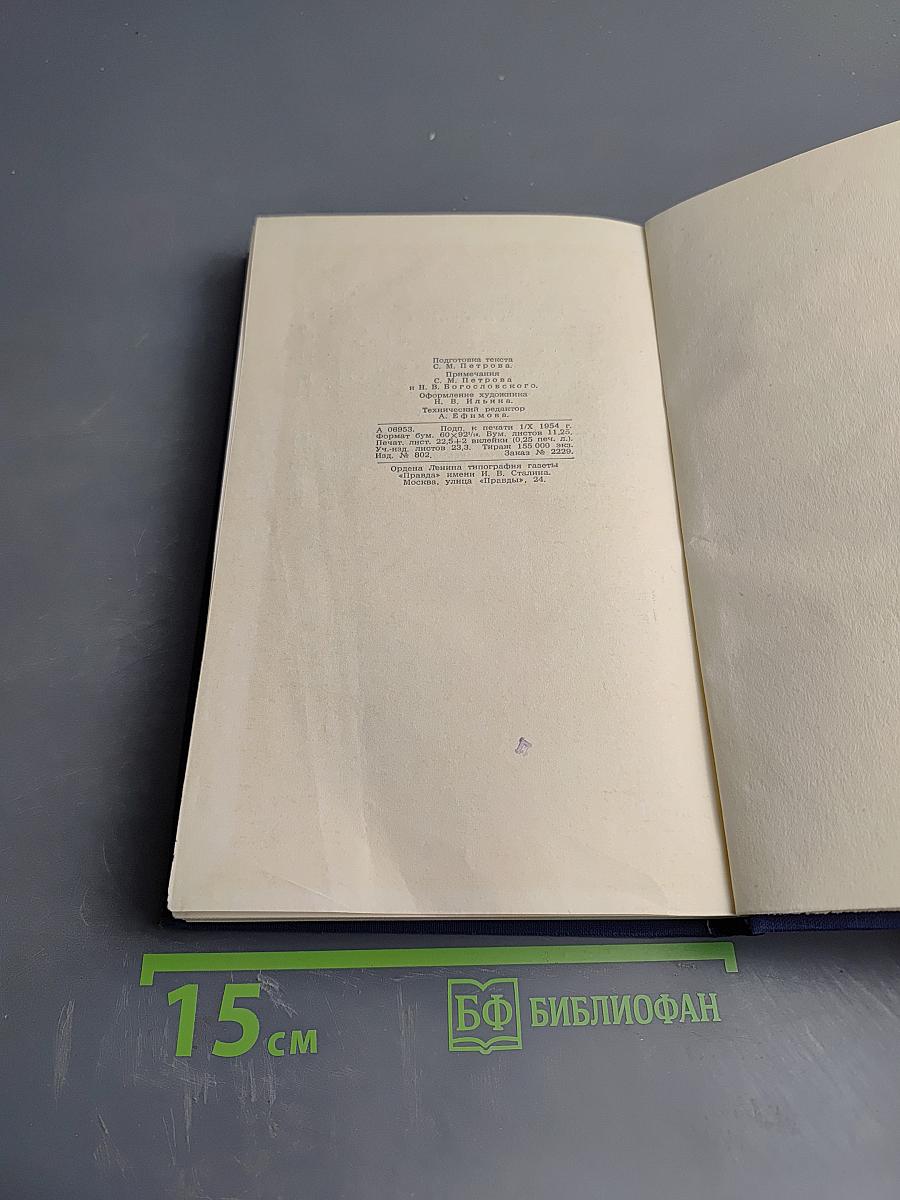 Подготовка текста
С. М. Петрова.
Примечания
С. М. Петрова
и Н. В. Богословского.
Оформление художника
Н. В. Ильина.
Технический редактор
А. Ефимова.
А 06953. Подп. к печати 1/X 1954 г.
Формат бум. 60×92¹/₁₆. Бум. листов 11,25.
Печат. лист. 22,5+2 вклейки (0,25 печ. л.).
Уч.-изд. листов 23,3. Тираж 155 000 экз.
Изд. № 802. Заказ № 2229.
Ордена Ленина типография газеты
«Правда» имени И. В. Сталина.
Москва, улица «Правды», 24.
15 см
БФ БИБЛИОФАН